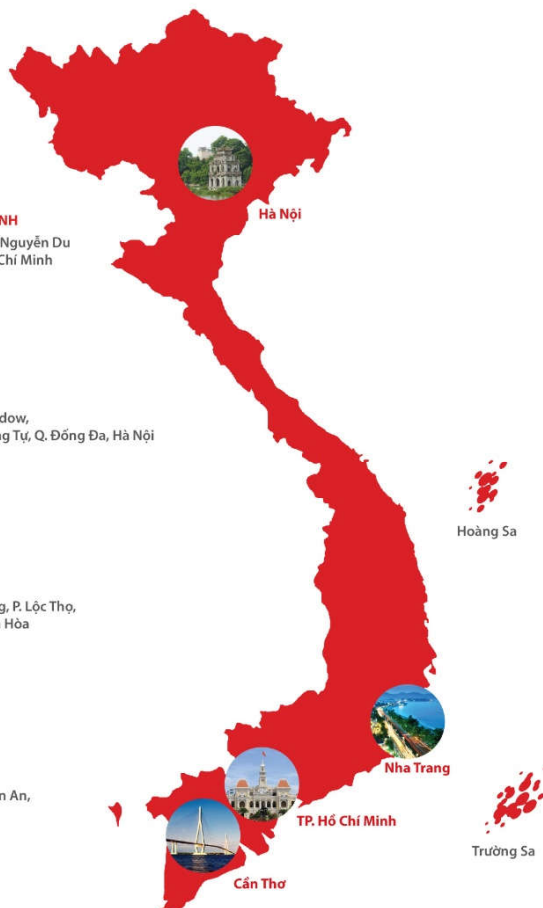 Hà Nội
NH
Nguyễn Du
Chí Minh
dow,
g Tự, Q. Đống Đa, Hà Nội
Hoàng Sa
g, P. Lộc Thọ,
Hòa
Nha Trang
n An,
TP. Hồ Chí Minh
Trường Sa
Cần Thơ